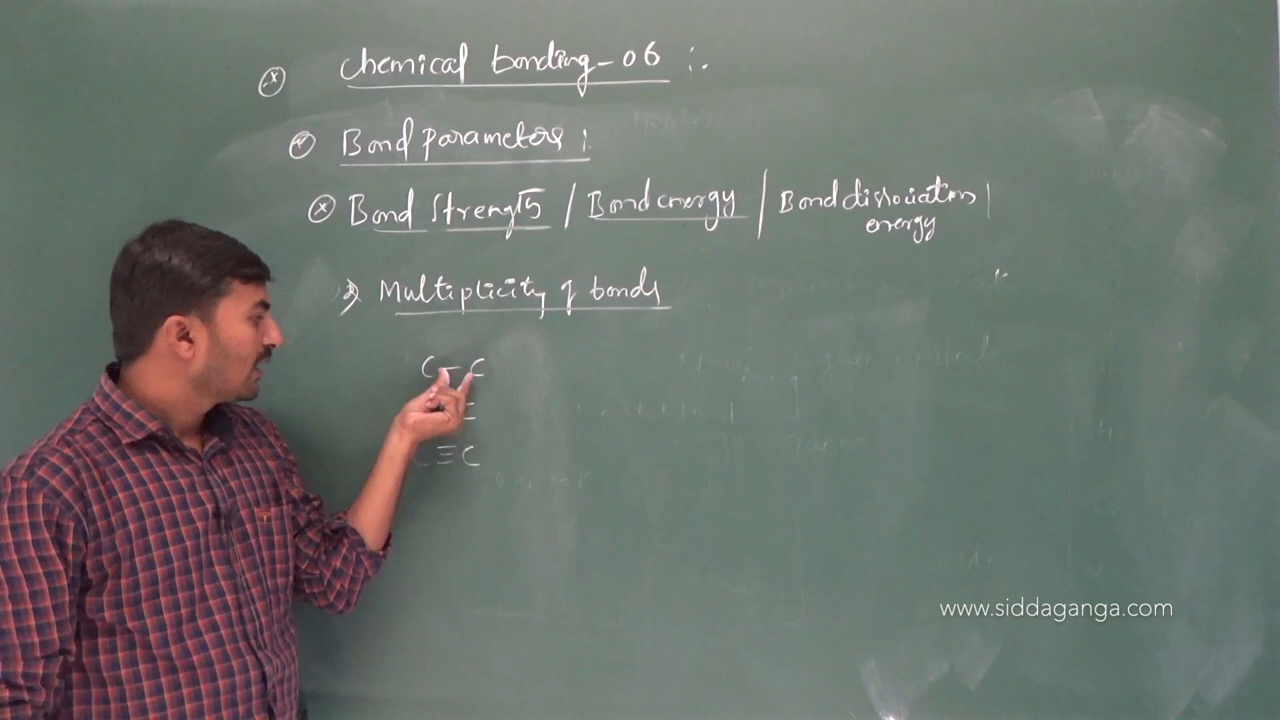 Chemical bonding-06 :.
Bond parameters :
Bond Strength / Bond energy / Bond dissociation energy
Multiplicity of bonds
C-C
C≡C
www.siddaganga.com